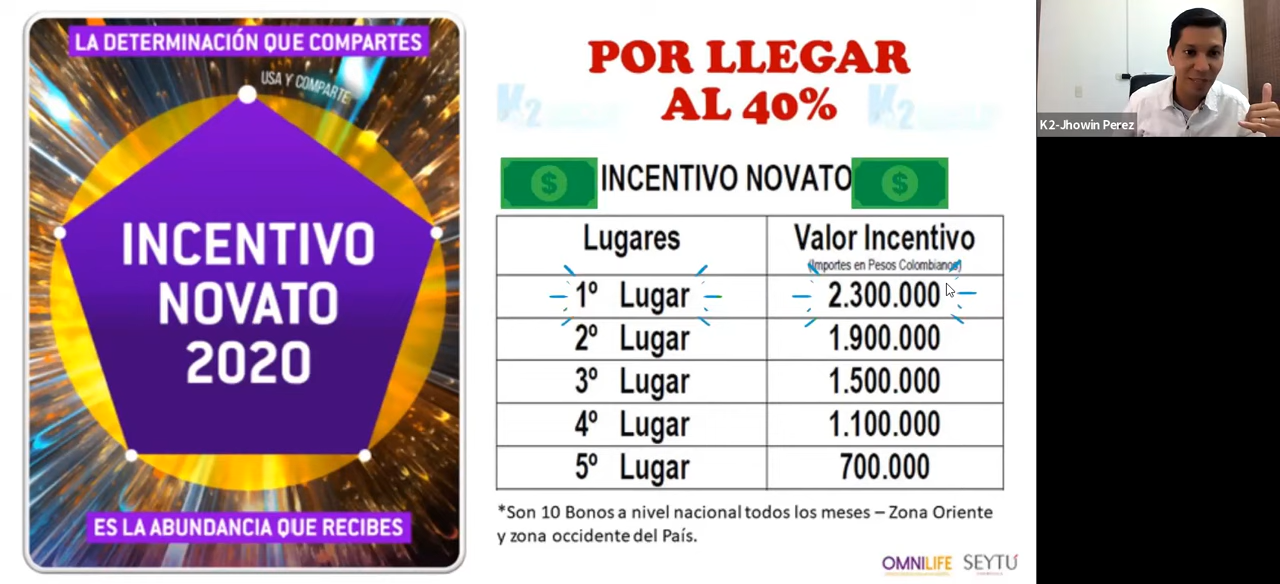 LA DETERMINACIÓN QUE COMPARTES
USA Y COMPARTE
INCENTIVO
NOVATO
2020
ES LA ABUNDANCIA QUE RECIBES
POR LLEGAR
AL 40%
K2
K2
$ INCENTIVO NOVATO $
Lugares Valor Incentivo
(Importes en Pesos Colombianos)
1º Lugar 2.300.000
2º Lugar 1.900.000
3º Lugar 1.500.000
4º Lugar 1.100.000
5º Lugar 700.000
*Son 10 Bonos a nivel nacional todos los meses – Zona Oriente
y zona occidente del País.
OMNILIFE SEYTÚ
K2-Jhowin Perez